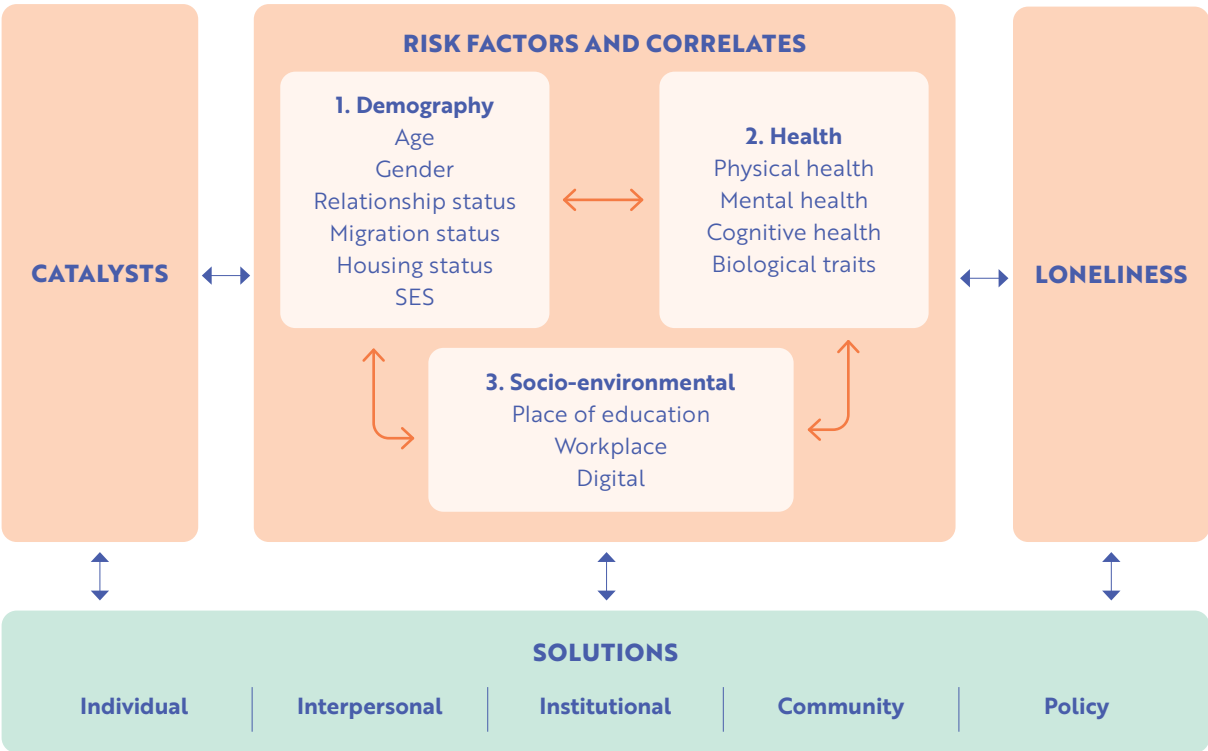 RISK FACTORS AND CORRELATES
1. Demography
Age
Gender
Relationship status
Migration status
Housing status
SES
2. Health
Physical health
Mental health
Cognitive health
Biological traits
CATALYSTS
LONELINESS
3. Socio-environmental
Place of education
Workplace
Digital
SOLUTIONS
Individual
Interpersonal
Institutional
Community
Policy